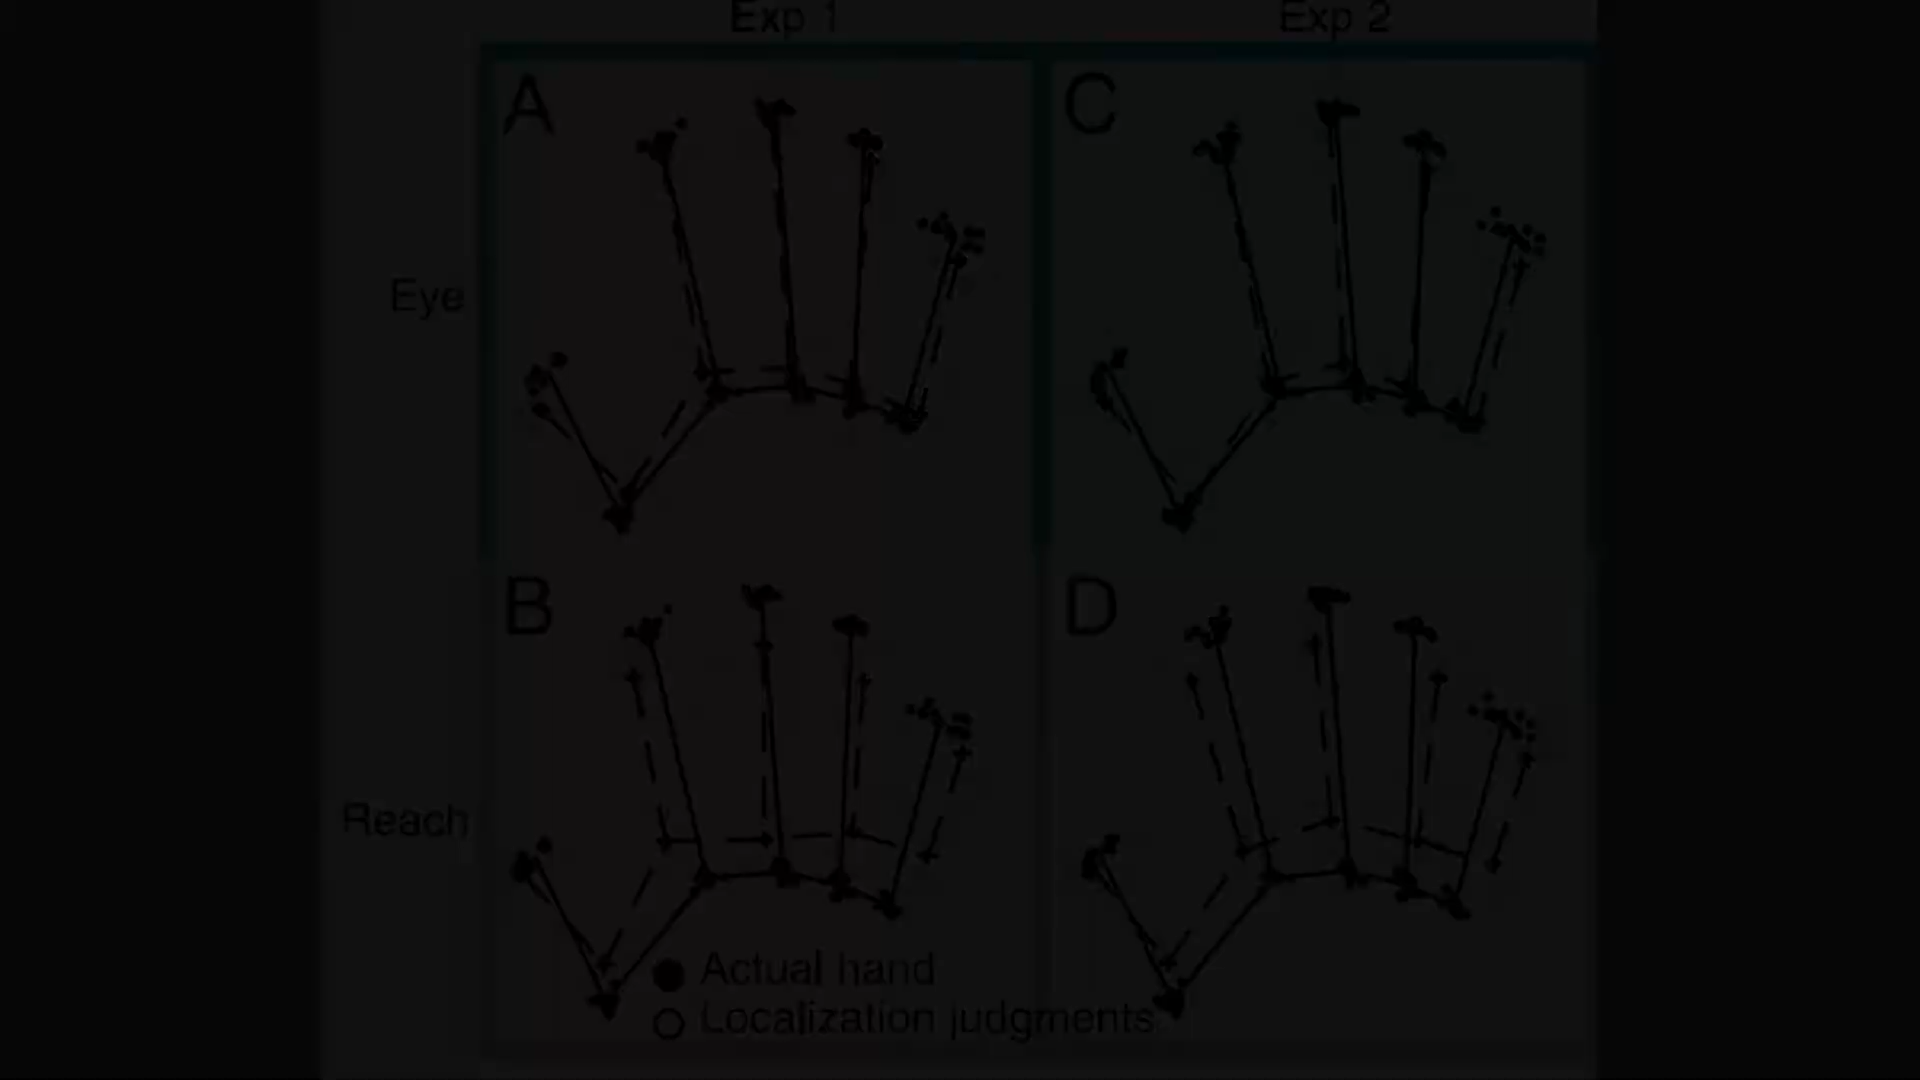 Exp 1
Exp 2
A
C
Eye
B
D
Reach
Actual hand
Localization judgments